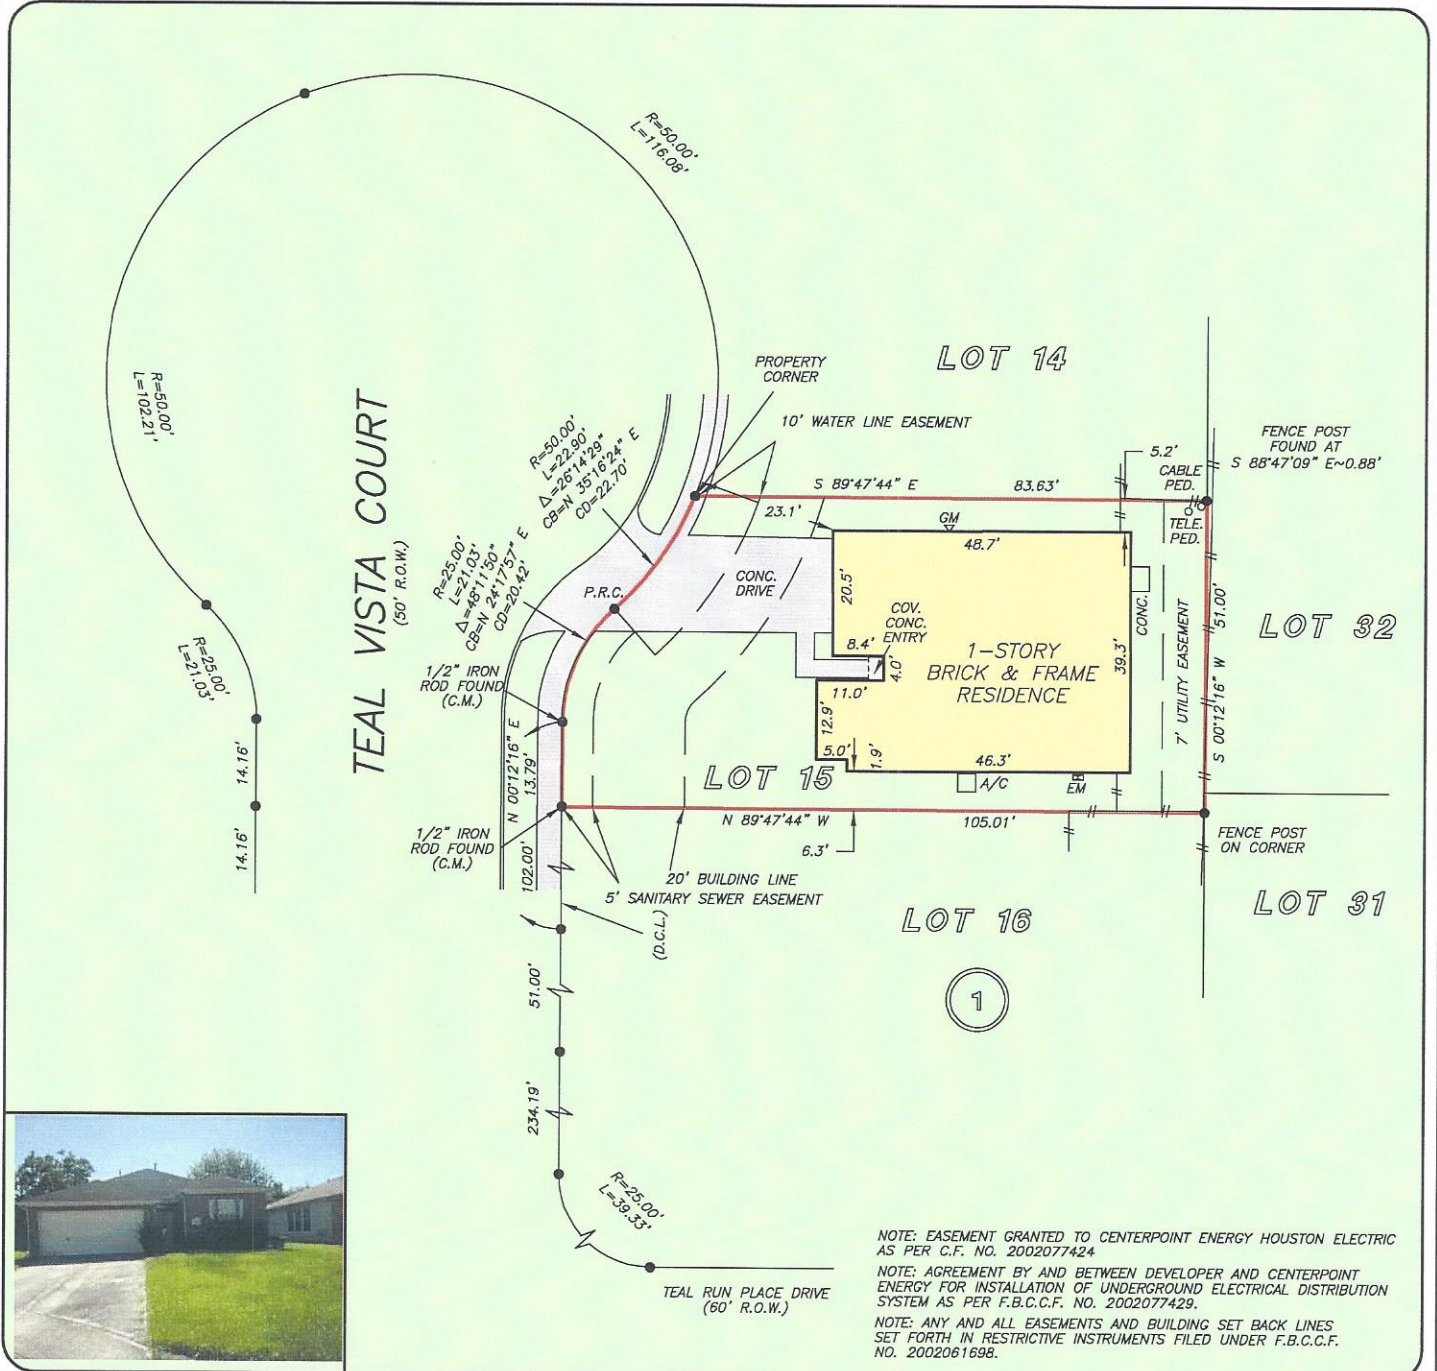 R=50.00'
L=116.08'
R=50.00'
L=102.21'
TEAL VISTA COURT
(50' R.O.W.)
R=25.00'
L=21.03'
14.16'
14.16'
PROPERTY
CORNER
LOT 14
10' WATER LINE EASEMENT
R=50.00'
L=22.90'
Δ=26°14'29"
CB=N 35°16'24" E
CD=22.70'
R=25.00'
L=21.03'
Δ=48°11'50"
CB=N 24°17'57" E
CD=20.42'
P.R.C.
FENCE POST
FOUND AT
S 88°47'09" E~0.88'
5.2'
CABLE
PED.
TELE.
PED.
S 89°47'44" E
83.63'
23.1'
GM
48.7'
20.5'
CONC.
DRIVE
COV.
CONC.
ENTRY
8.4'
4.0'
11.0'
12.9'
5.0'
1.9'
1-STORY
BRICK & FRAME
RESIDENCE
39.3'
CONC.
7' UTILITY EASEMENT
S 00°12'16" W 51.00'
LOT 32
46.3'
A/C
EM
LOT 15
1/2" IRON
ROD FOUND
(C.M.)
N 00°12'16" E
13.79'
1/2" IRON
ROD FOUND
(C.M.)
N 89°47'44" W
105.01'
6.3'
FENCE POST
ON CORNER
20' BUILDING LINE
5' SANITARY SEWER EASEMENT
102.00'
(D.C.L.)
LOT 16
LOT 31
1
51.00'
234.19'
R=25.00'
L=39.33'
TEAL RUN PLACE DRIVE
(60' R.O.W.)
NOTE: EASEMENT GRANTED TO CENTERPOINT ENERGY HOUSTON ELECTRIC
AS PER C.F. NO. 2002077424
NOTE: AGREEMENT BY AND BETWEEN DEVELOPER AND CENTERPOINT
ENERGY FOR INSTALLATION OF UNDERGROUND ELECTRICAL DISTRIBUTION
SYSTEM AS PER F.B.C.C.F. NO. 2002077429.
NOTE: ANY AND ALL EASEMENTS AND BUILDING SET BACK LINES
SET FORTH IN RESTRICTIVE INSTRUMENTS FILED UNDER F.B.C.C.F.
NO. 2002061698.